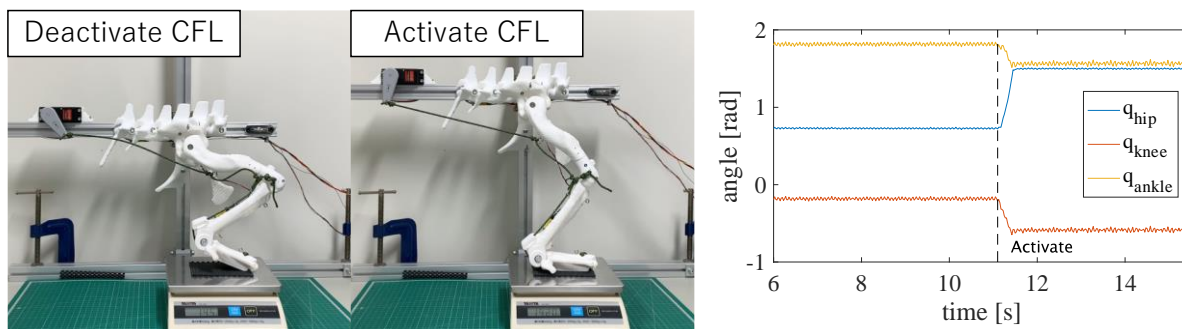 Deactivate CFL
Activate CFL
angle [rad]
2
1
0
-1
6
8
10
12
14
time [s]
Activate
q_hip
q_knee
q_ankle